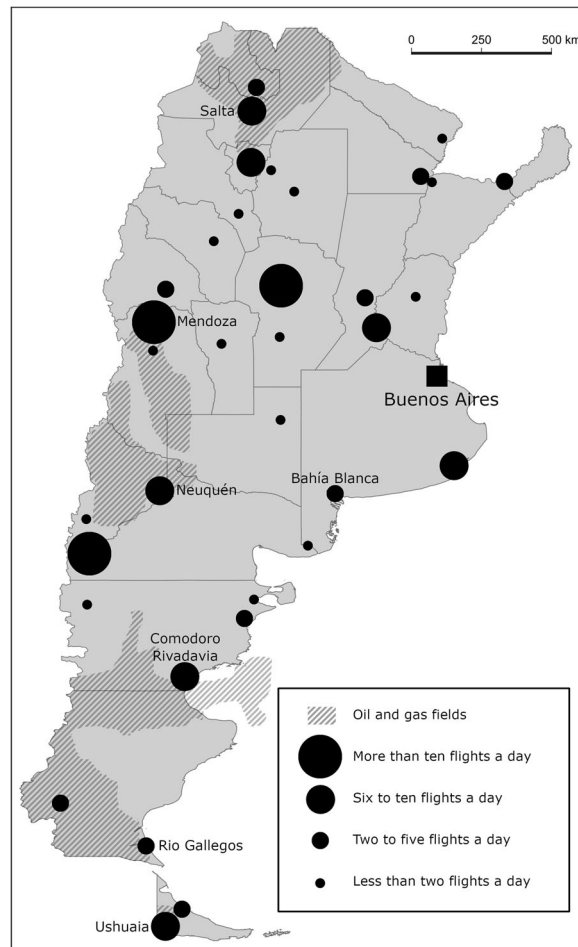 0 250 500 km
Salta
Mendoza
Buenos Aires
Neuquén
Bahía Blanca
Comodoro
Rivadavia
Oil and gas fields
More than ten flights a day
Six to ten flights a day
Two to five flights a day
Less than two flights a day
Rio Gallegos
Ushuaia